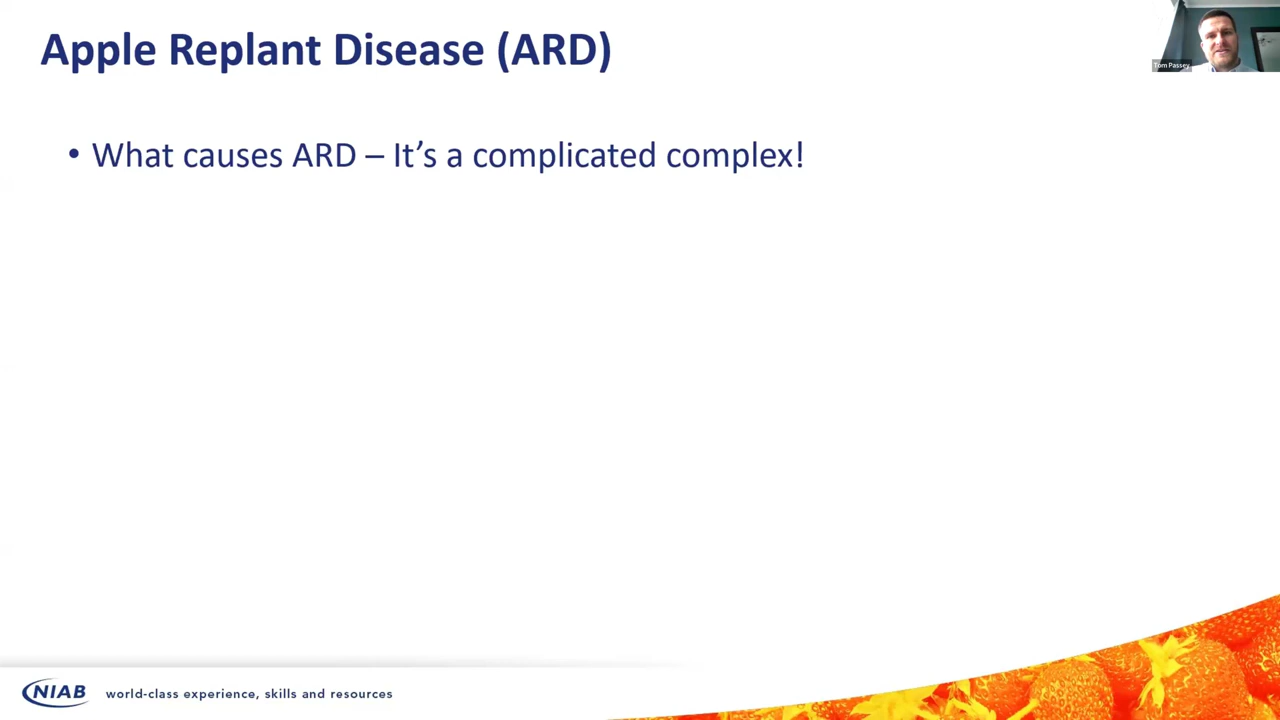 Apple Replant Disease (ARD)
Tom Passey
• What causes ARD – It's a complicated complex!
NIAB
world-class experience, skills and resources